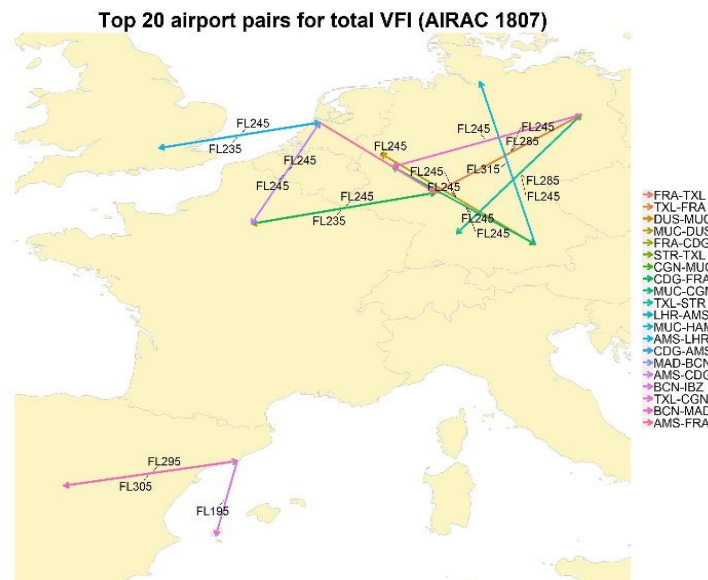 Top 20 airport pairs for total VFI (AIRAC 1807)
FL245
FL235
FL245
FL245
FL245
FL235
FL245
FL245
FL245
FL245
FL285
FL315
FL245
FL285
FL245
FL245
FL245
FL295
FL305
FL195
FRA-TXL
TXL-FRA
DUS-MUC
MUC-DUS
FRA-CDG
STR-TXL
CGN-MUC
CDG-FRA
MUC-CGN
TXL-STR
LHR-AMS
MUC-HAM
AMS-LHR
CDG-AMS
MAD-BCN
AMS-CDG
BCN-IBZ
TXL-CGN
BCN-MAD
AMS-FRA